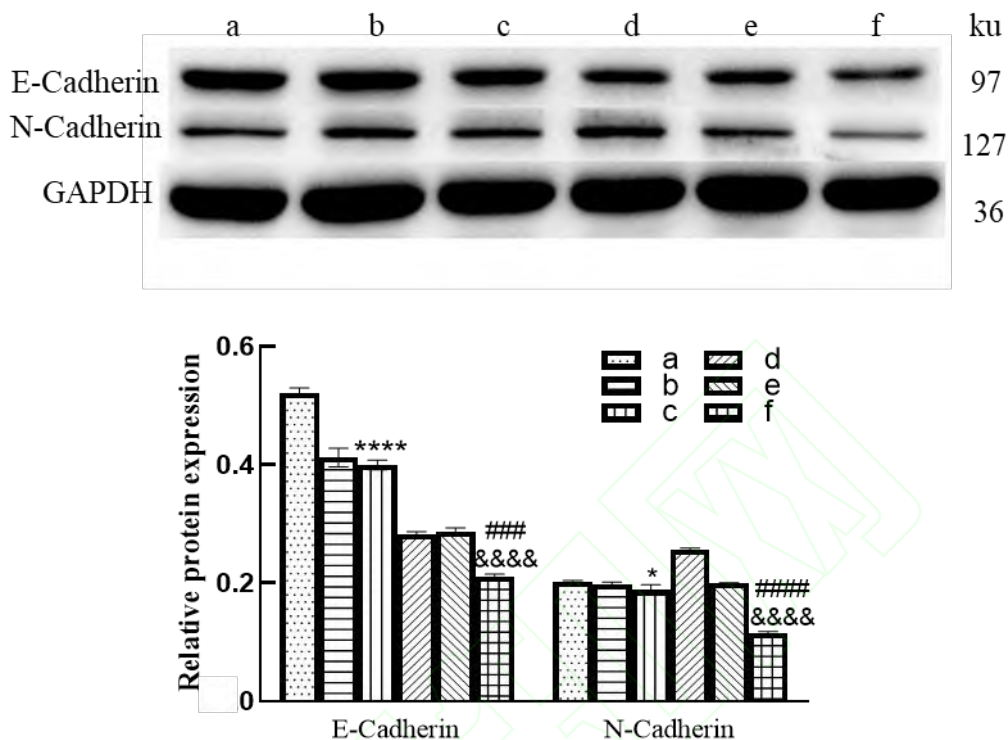 a b c d e f ku
E-Cadherin 97
N-Cadherin 127
GAPDH 36
Relative protein expression
0.6
0.4
0.2
0
a d
b e
c f
****
###
&&&&
*
####
&&&&
E-Cadherin N-Cadherin